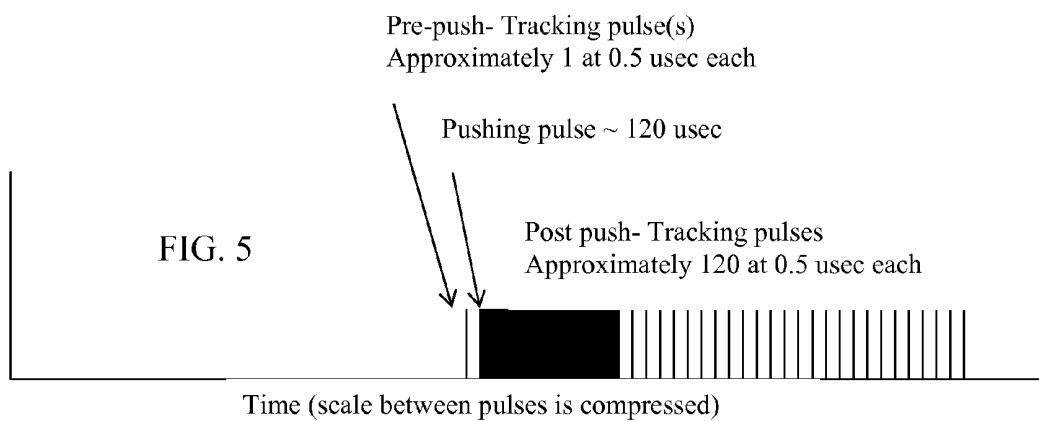 Pre-push- Tracking pulse(s)
Approximately 1 at 0.5 usec each
Pushing pulse ~ 120 usec
Post push- Tracking pulses
Approximately 120 at 0.5 usec each
FIG. 5
Time (scale between pulses is compressed)